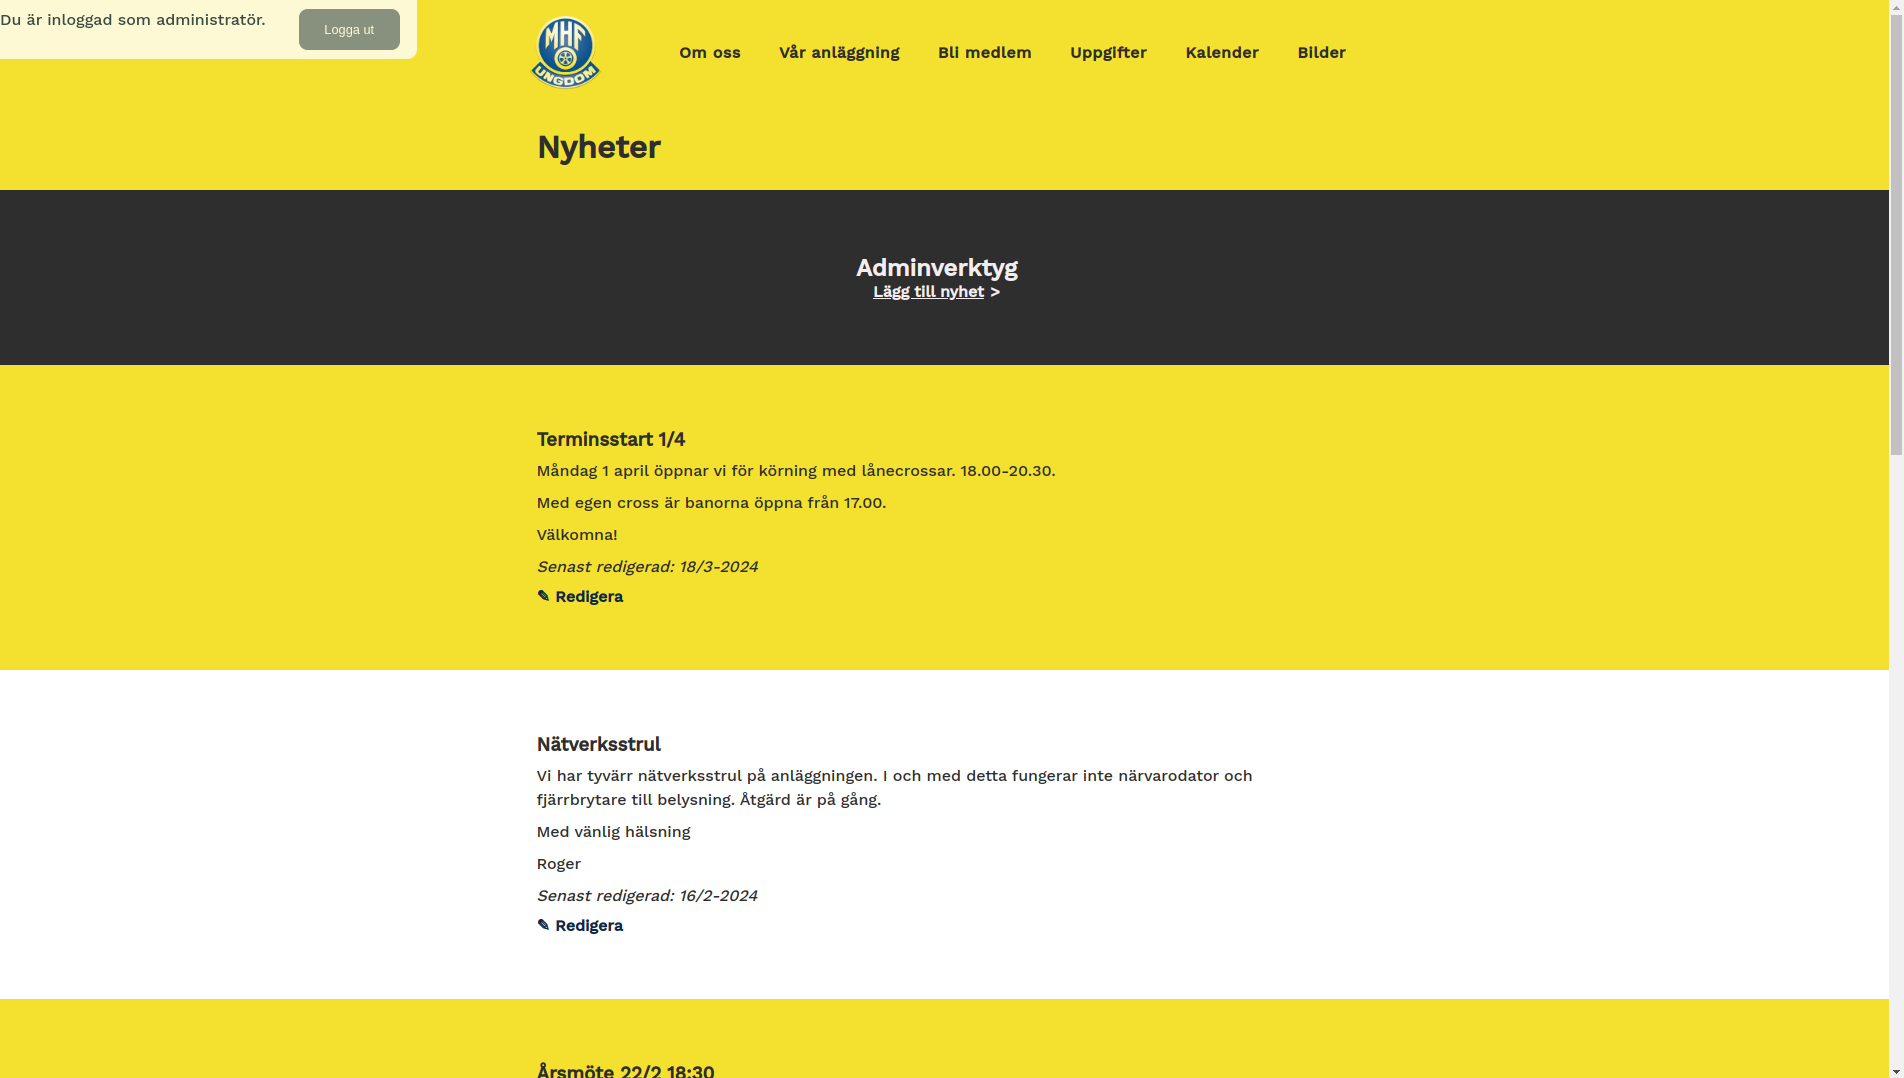 Du är inloggad som administratör.
Logga ut
MHF
UNGDOM
Om oss
Vår anläggning
Bli medlem
Uppgifter
Kalender
Bilder
Nyheter
Adminverktyg
Lägg till nyhet >
Terminsstart 1/4
Måndag 1 april öppnar vi för körning med lånecrossar. 18.00-20.30.
Med egen cross är banorna öppna från 17.00.
Välkomna!
Senast redigerad: 18/3-2024
✎ Redigera
Nätverksstrul
Vi har tyvärr nätverksstrul på anläggningen. I och med detta fungerar inte närvarodator och
fjärrbrytare till belysning. Åtgärd är på gång.
Med vänlig hälsning
Roger
Senast redigerad: 16/2-2024
✎ Redigera
Årsmöte 22/2 18:30